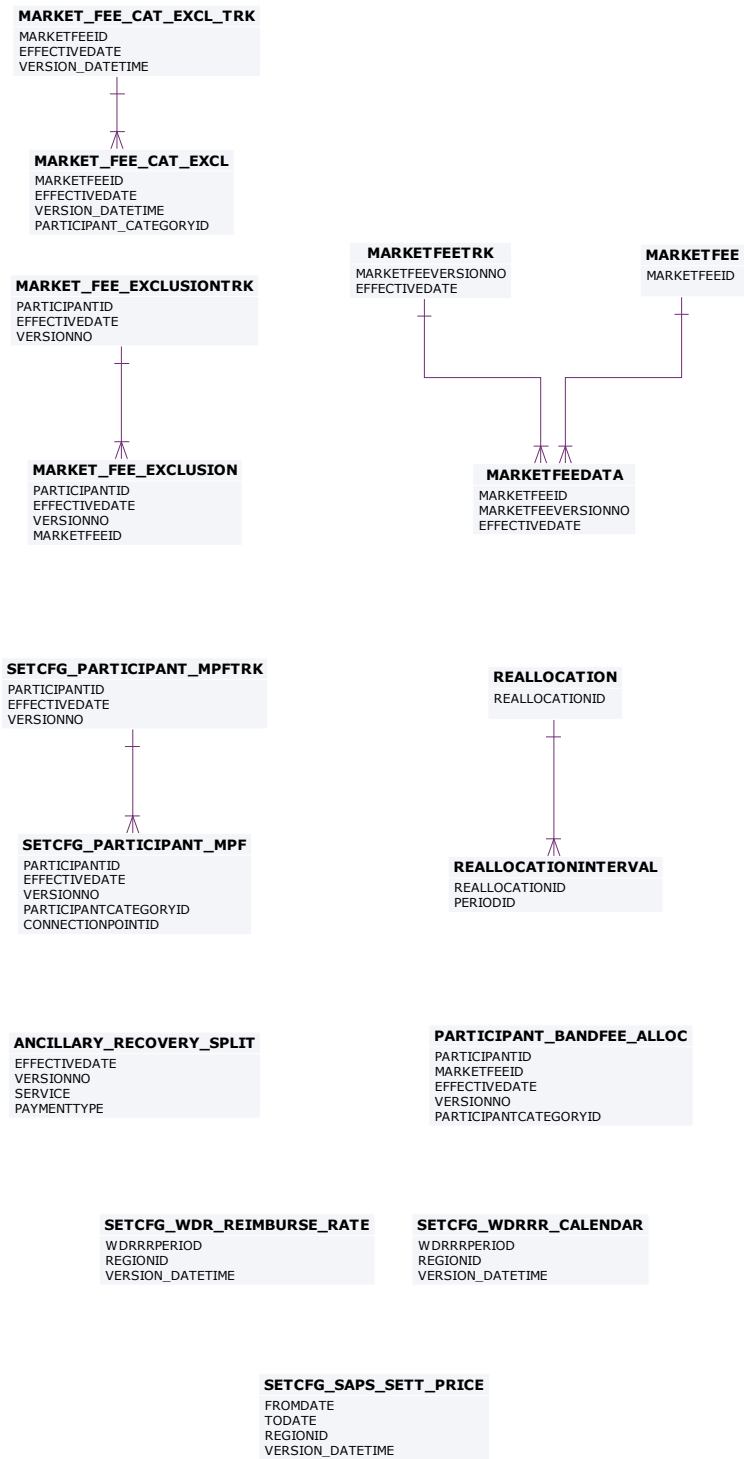 MARKET_FEE_CAT_EXCL_TRK
MARKETFEEID
EFFECTIVEDATE
VERSION_DATETIME
MARKET_FEE_CAT_EXCL
MARKETFEEID
EFFECTIVEDATE
VERSION_DATETIME
PARTICIPANT_CATEGORYID
MARKETFEETRK
MARKETFEEVERSIONNO
EFFECTIVEDATE
MARKETFEE
MARKETFEEID
MARKET_FEE_EXCLUSIONTRK
PARTICIPANTID
EFFECTIVEDATE
VERSIONNO
MARKET_FEE_EXCLUSION
PARTICIPANTID
EFFECTIVEDATE
VERSIONNO
MARKETFEEID
MARKETFEEDATA
MARKETFEEID
MARKETFEEVERSIONNO
EFFECTIVEDATE
SETCFG_PARTICIPANT_MPFTRK
PARTICIPANTID
EFFECTIVEDATE
VERSIONNO
REALLOCATION
REALLOCATIONID
SETCFG_PARTICIPANT_MPF
PARTICIPANTID
EFFECTIVEDATE
VERSIONNO
PARTICIPANTCATEGORYID
CONNECTIONPOINTID
REALLOCATIONINTERVAL
REALLOCATIONID
PERIODID
ANCILLARY_RECOVERY_SPLIT
EFFECTIVEDATE
VERSIONNO
SERVICE
PAYMENTTYPE
PARTICIPANT_BANDFEE_ALLOC
PARTICIPANTID
MARKETFEEID
EFFECTIVEDATE
VERSIONNO
PARTICIPANTCATEGORYID
SETCFG_WDR_REIMBURSE_RATE
WDRRRPERIOD
REGIONID
VERSION_DATETIME
SETCFG_WDRRR_CALENDAR
WDRRRPERIOD
REGIONID
VERSION_DATETIME
SETCFG_SAPS_SETT_PRICE
FROMDATE
TODATE
REGIONID
VERSION_DATETIME